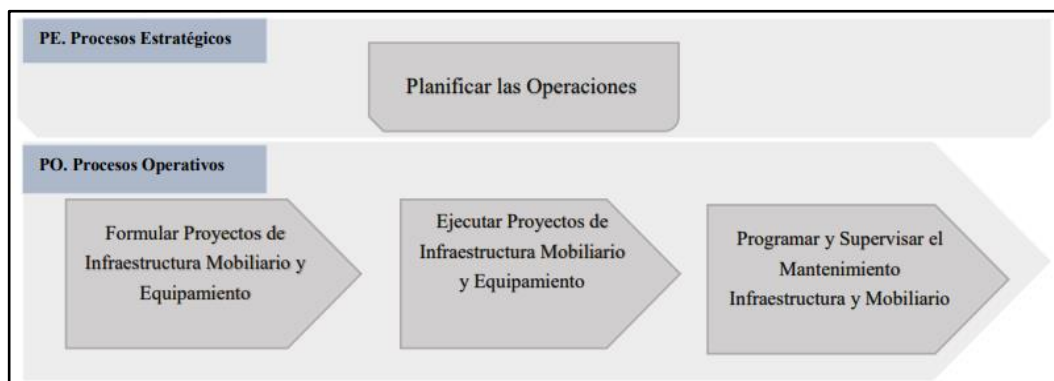 PE. Procesos Estratégicos
Planificar las Operaciones
PO. Procesos Operativos
Formular Proyectos de
Infraestructura Mobiliario y
Equipamiento
Ejecutar Proyectos de
Infraestructura Mobiliario
y Equipamiento
Programar y Supervisar el
Mantenimiento
Infraestructura y Mobiliario